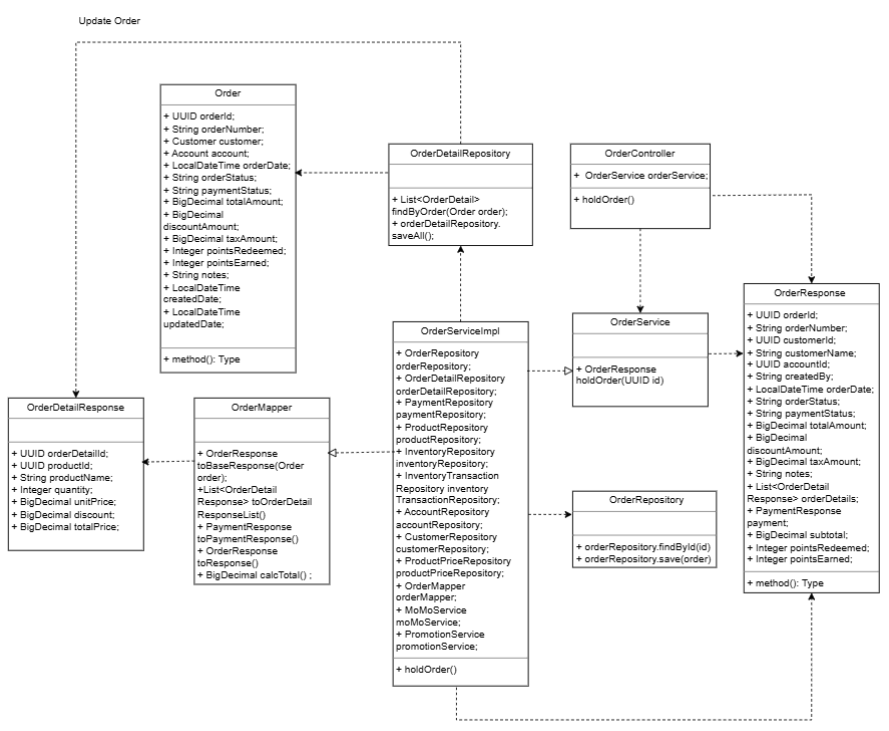 Update Order
Order
+ UUID orderId;
+ String orderNumber;
+ Customer customer;
+ Account account;
+ LocalDateTime orderDate;
+ String orderStatus;
+ String paymentStatus;
+ BigDecimal totalAmount;
+ BigDecimal
discountAmount;
+ BigDecimal taxAmount;
+ Integer pointsRedeemed;
+ Integer pointsEarned;
+ String notes;
+ LocalDateTime
createdDate;
+ LocalDateTime
updatedDate;
+ method(): Type
OrderDetailRepository
+ List<OrderDetail>
findByOrder(Order order);
+ orderDetailRepository.
saveAll();
OrderController
+ OrderService orderService;
+ holdOrder()
OrderResponse
+ UUID orderId;
+ String orderNumber;
+ UUID customerId;
+ String customerName;
+ UUID accountId;
+ String createdBy;
+ LocalDateTime orderDate;
+ String orderStatus;
+ String paymentStatus;
+ BigDecimal totalAmount;
+ BigDecimal
discountAmount;
+ BigDecimal taxAmount;
+ String notes;
+ List<OrderDetail
Response> orderDetails;
+ PaymentResponse
payment;
+ BigDecimal subtotal;
+ Integer pointsRedeemed;
+ Integer pointsEarned;
+ method(): Type
OrderService
+ OrderResponse
holdOrder(UUID id)
OrderServiceImpl
+ OrderRepository
orderRepository;
+ OrderDetailRepository
orderDetailRepository;
+ PaymentRepository
paymentRepository;
+ ProductRepository
productRepository;
+ InventoryRepository
inventoryRepository;
+ InventoryTransaction
Repository inventory
TransactionRepository;
+ AccountRepository
accountRepository;
+ CustomerRepository
customerRepository;
+ ProductPriceRepository
productPriceRepository;
+ OrderMapper
orderMapper;
+ MoMoService
moMoService;
+ PromotionService
promotionService;
+ holdOrder()
OrderDetailResponse
+ UUID orderDetailId;
+ UUID productId;
+ String productName;
+ Integer quantity;
+ BigDecimal unitPrice;
+ BigDecimal discount;
+ BigDecimal totalPrice;
OrderMapper
+ OrderResponse
toBaseResponse(Order
order);
+List<OrderDetail
Response> toOrderDetail
ResponseList()
+ PaymentResponse
toPaymentResponse()
+ OrderResponse
toResponse()
+ BigDecimal calcTotal() ;
OrderRepository
+ orderRepository.findById(id)
+ orderRepository.save(order)